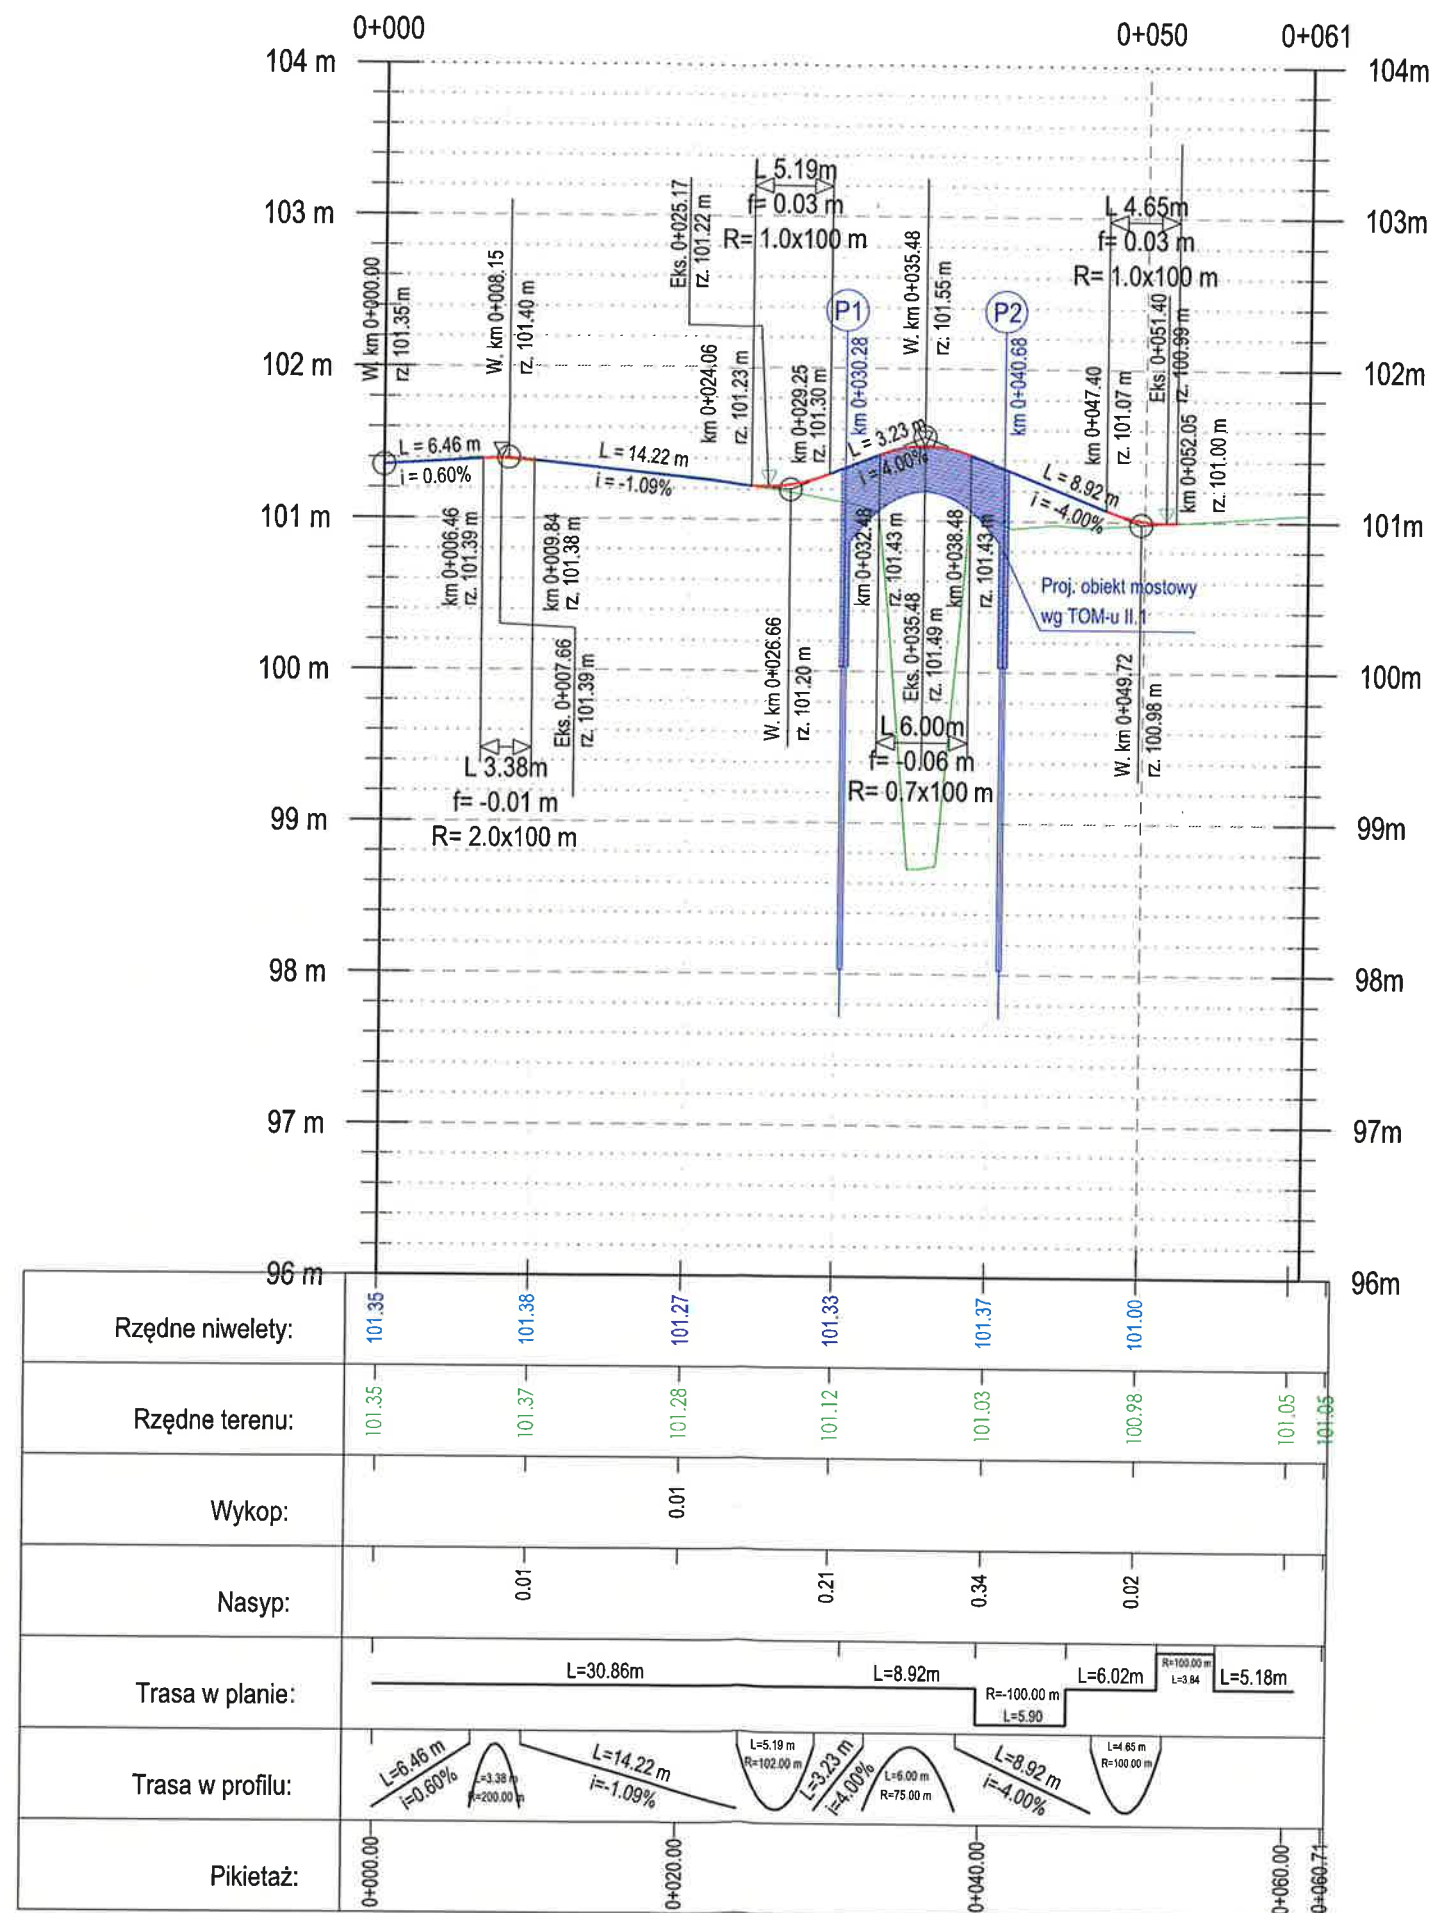 0+000
0+050
0+061
104 m
104m
103 m
103m
102 m
102m
101 m
101m
100 m
100m
99 m
99m
98 m
98m
97 m
97m
96 m
96m
W. km 0+000.00
rz. 101.35 m
L = 6.46 m
i = 0.60%
W. km 0+008.15
rz. 101.40 m
km 0+006.46
rz. 101.39 m
km 0+009.84
rz. 101.38 m
Eks. 0+007.66
rz. 101.39 m
L 3.38m
f= -0.01 m
R= 2.0x100 m
L = 14.22 m
i = -1.09%
Eks. 0+025.17
rz. 101.22 m
L 5.19m
f= 0.03 m
R= 1.0x100 m
km 0+024.06
rz. 101.23 m
km 0+029.25
rz. 101.30 m
W. km 0+026.66
rz. 101.20 m
P1
km 0+030.28
L = 3.23 m
i = 4.00%
W. km 0+035.48
rz. 101.55 m
km 0+032.48
rz. 101.43 m
Eks. 0+035.48
rz. 101.49 m
km 0+038.48
rz. 101.43 m
L 6.00m
f= -0.06 m
R= 0.7x100 m
P2
km 0+040.68
Proj. obiekt mostowy
wg TOM-u II.1
L = 8.92 m
i = -4.00%
L 4.65m
f= 0.03 m
R= 1.0x100 m
km 0+047.40
rz. 101.07 m
Eks. 0+051.40
rz. 100.99 m
km 0+052.05
rz. 101.00 m
W. km 0+049.72
rz. 100.98 m
Rzędne niwelety:
101.35
101.38
101.27
101.33
101.37
101.00
Rzędne terenu:
101.35
101.37
101.28
101.12
101.03
100.98
101.05
101.05
Wykop:
0.01
Nasyp:
0.01
0.21
0.34
0.02
Trasa w planie:
L=30.86m
L=8.92m
R=-100.00 m
L=5.90
L=6.02m
R=100.00 m
L=3.84
L=5.18m
Trasa w profilu:
L=6.46 m
i=0.60%
L=3.38 m
R=200.00 m
L=14.22 m
i=-1.09%
L=5.19 m
R=102.00 m
L=3.23 m
i=4.00%
L=6.00 m
R=75.00 m
L=8.92 m
i=-4.00%
L=4.65 m
R=100.00 m
Pikietaż:
0+000.00
0+020.00
0+040.00
0+060.00
0+060.71